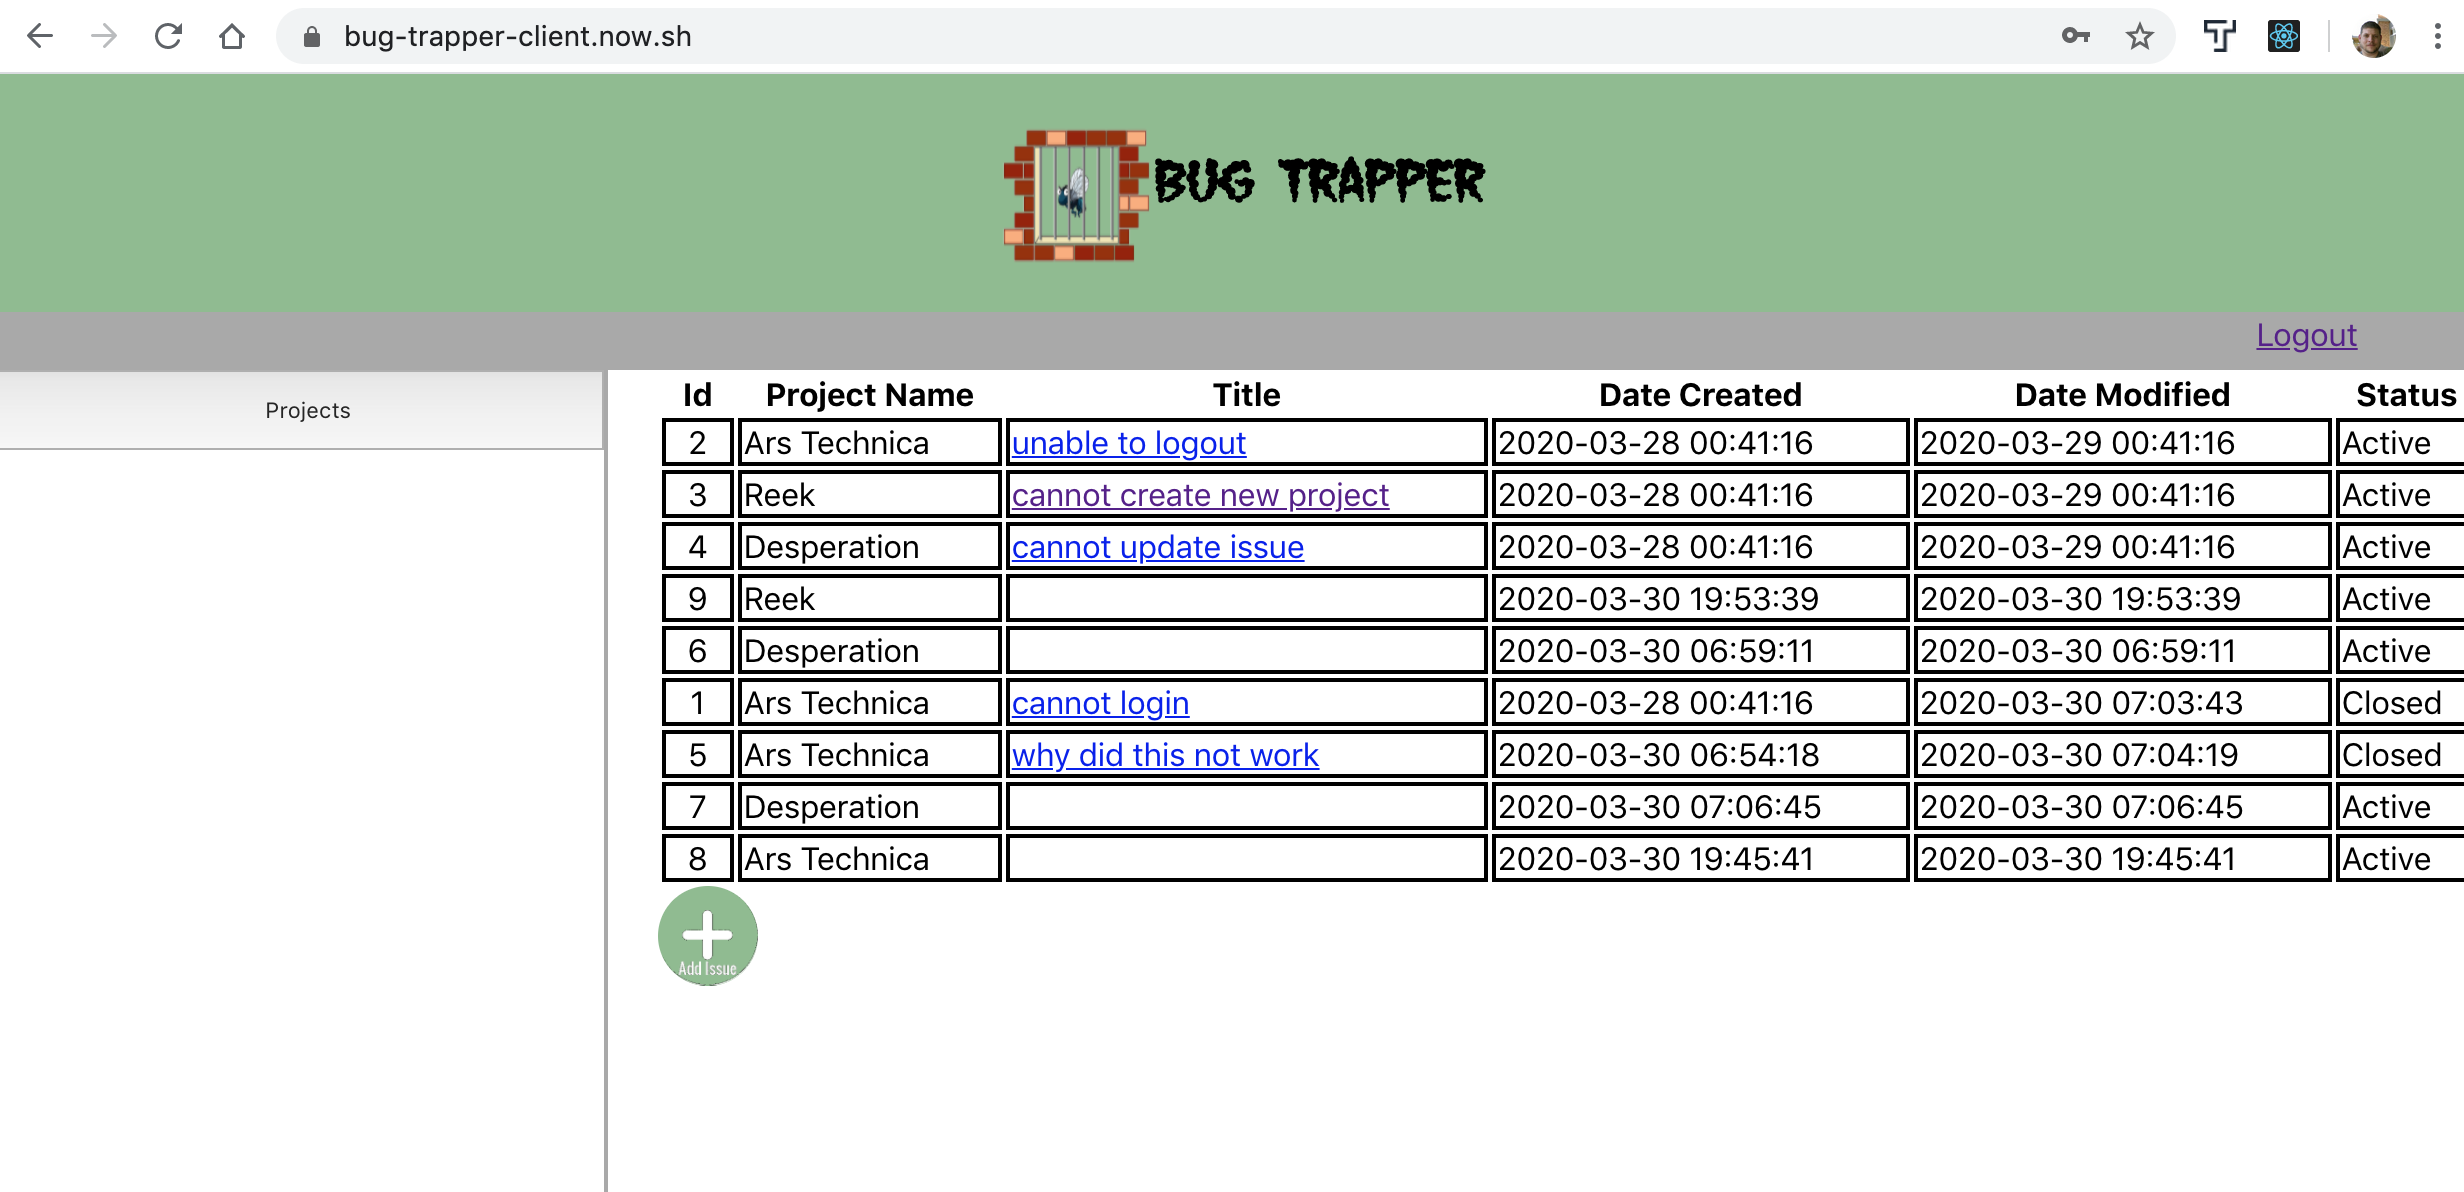 bug-trapper-client.now.sh
BUG TRAPPER
Logout
Projects
Id Project Name Title Date Created Date Modified Status
2 Ars Technica unable to logout 2020-03-28 00:41:16 2020-03-29 00:41:16 Active
3 Reek cannot create new project 2020-03-28 00:41:16 2020-03-29 00:41:16 Active
4 Desperation cannot update issue 2020-03-28 00:41:16 2020-03-29 00:41:16 Active
9 Reek 2020-03-30 19:53:39 2020-03-30 19:53:39 Active
6 Desperation 2020-03-30 06:59:11 2020-03-30 06:59:11 Active
1 Ars Technica cannot login 2020-03-28 00:41:16 2020-03-30 07:03:43 Closed
5 Ars Technica why did this not work 2020-03-30 06:54:18 2020-03-30 07:04:19 Closed
7 Desperation 2020-03-30 07:06:45 2020-03-30 07:06:45 Active
8 Ars Technica 2020-03-30 19:45:41 2020-03-30 19:45:41 Active
Add Issue